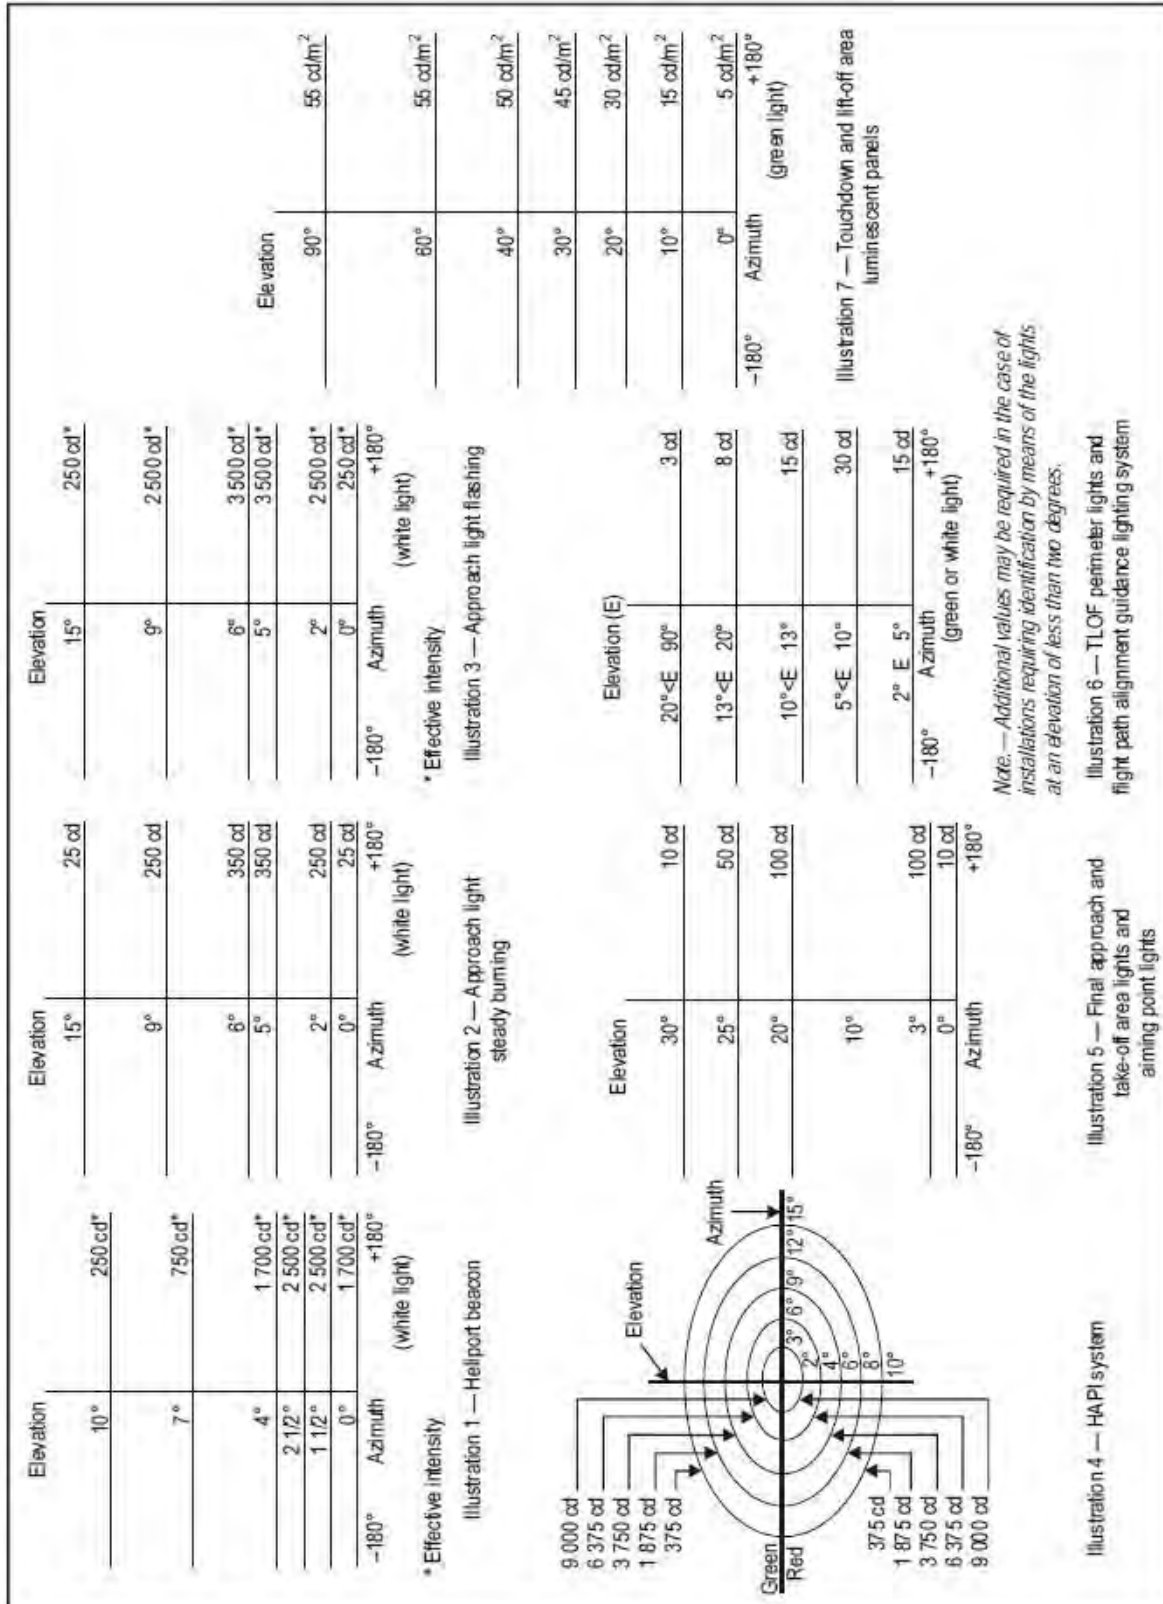 Elevation
10° 250 cd*
7° 750 cd*
4° 1 700 cd*
2 1/2° 2 500 cd*
1 1/2° 2 500 cd*
0° 1 700 cd*
–180° Azimuth +180°
(white light)
* Effective intensity
Illustration 1 — Heliport beacon
Elevation
15° 25 cd
9° 250 cd
6° 350 cd
5° 350 cd
2° 250 cd
0° 25 cd
–180° Azimuth +180°
(white light)
Illustration 2 — Approach light
steady burning
Elevation
15° 250 cd*
9° 2 500 cd*
6° 3 500 cd*
5° 3 500 cd*
2° 2 500 cd*
0° 250 cd*
–180° Azimuth +180°
(white light)
* Effective intensity
Illustration 3 — Approach light flashing
9 000 cd
6 375 cd
3 750 cd
1 875 cd
375 cd
Green
Red
375 cd
1 875 cd
3 750 cd
6 375 cd
9 000 cd
Elevation
Azimuth
3° 6° 9° 12° 15°
2° 4° 6° 8° 10°
Illustration 4 — HAPI system
Elevation
30° 10 cd
25° 50 cd
20° 100 cd
10°
3° 100 cd
0° 10 cd
–180° Azimuth +180°
Illustration 5 — Final approach and
take-off area lights and
aiming point lights
Elevation (E)
20°<E 90° 3 cd
13°<E 20° 8 cd
10°<E 13° 15 cd
5°<E 10° 30 cd
2° E 5° 15 cd
–180° Azimuth +180°
(green or white light)
Note.— Additional values may be required in the case of
installations requiring identification by means of the lights
at an elevation of less than two degrees.
Illustration 6 — TLOF perimeter lights and
flight path alignment guidance lighting system
Elevation
90° 55 cd/m²
60° 55 cd/m²
40° 50 cd/m²
30° 45 cd/m²
20° 30 cd/m²
10° 15 cd/m²
0° 5 cd/m²
–180° Azimuth +180°
(green light)
Illustration 7 — Touchdown and lift-off area
luminescent panels